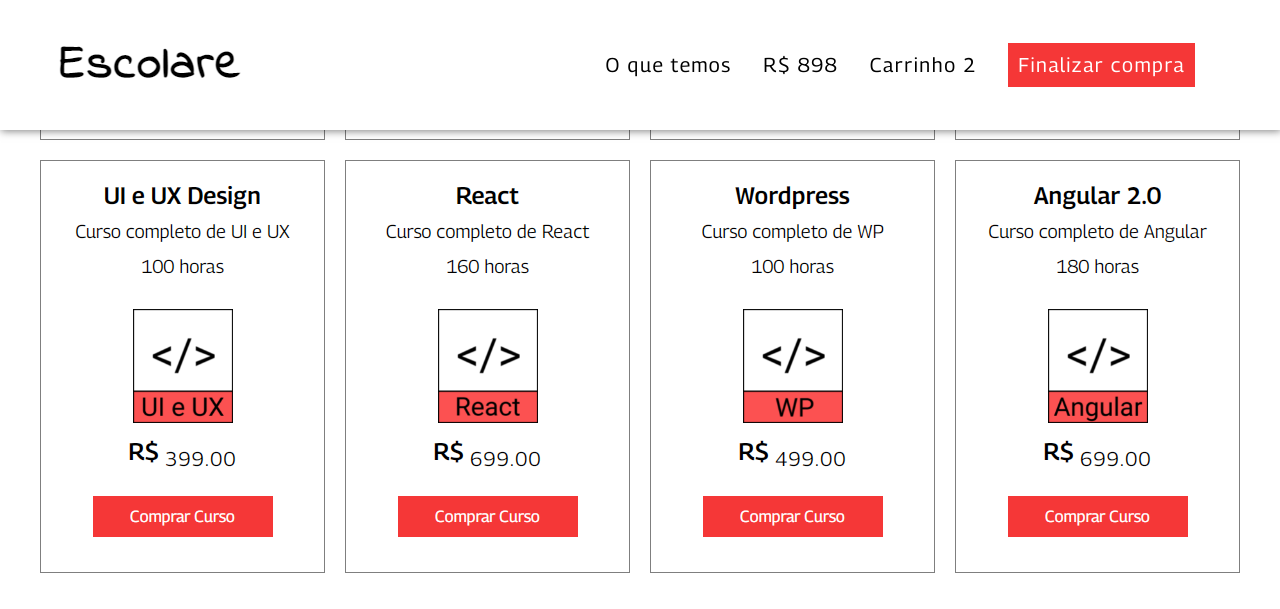 Escolare
O que temos
R$ 898
Carrinho 2
Finalizar compra
UI e UX Design
Curso completo de UI e UX
100 horas
</>
UI e UX
R$ 399.00
Comprar Curso
React
Curso completo de React
160 horas
</>
React
R$ 699.00
Comprar Curso
Wordpress
Curso completo de WP
100 horas
</>
WP
R$ 499.00
Comprar Curso
Angular 2.0
Curso completo de Angular
180 horas
</>
Angular
R$ 699.00
Comprar Curso